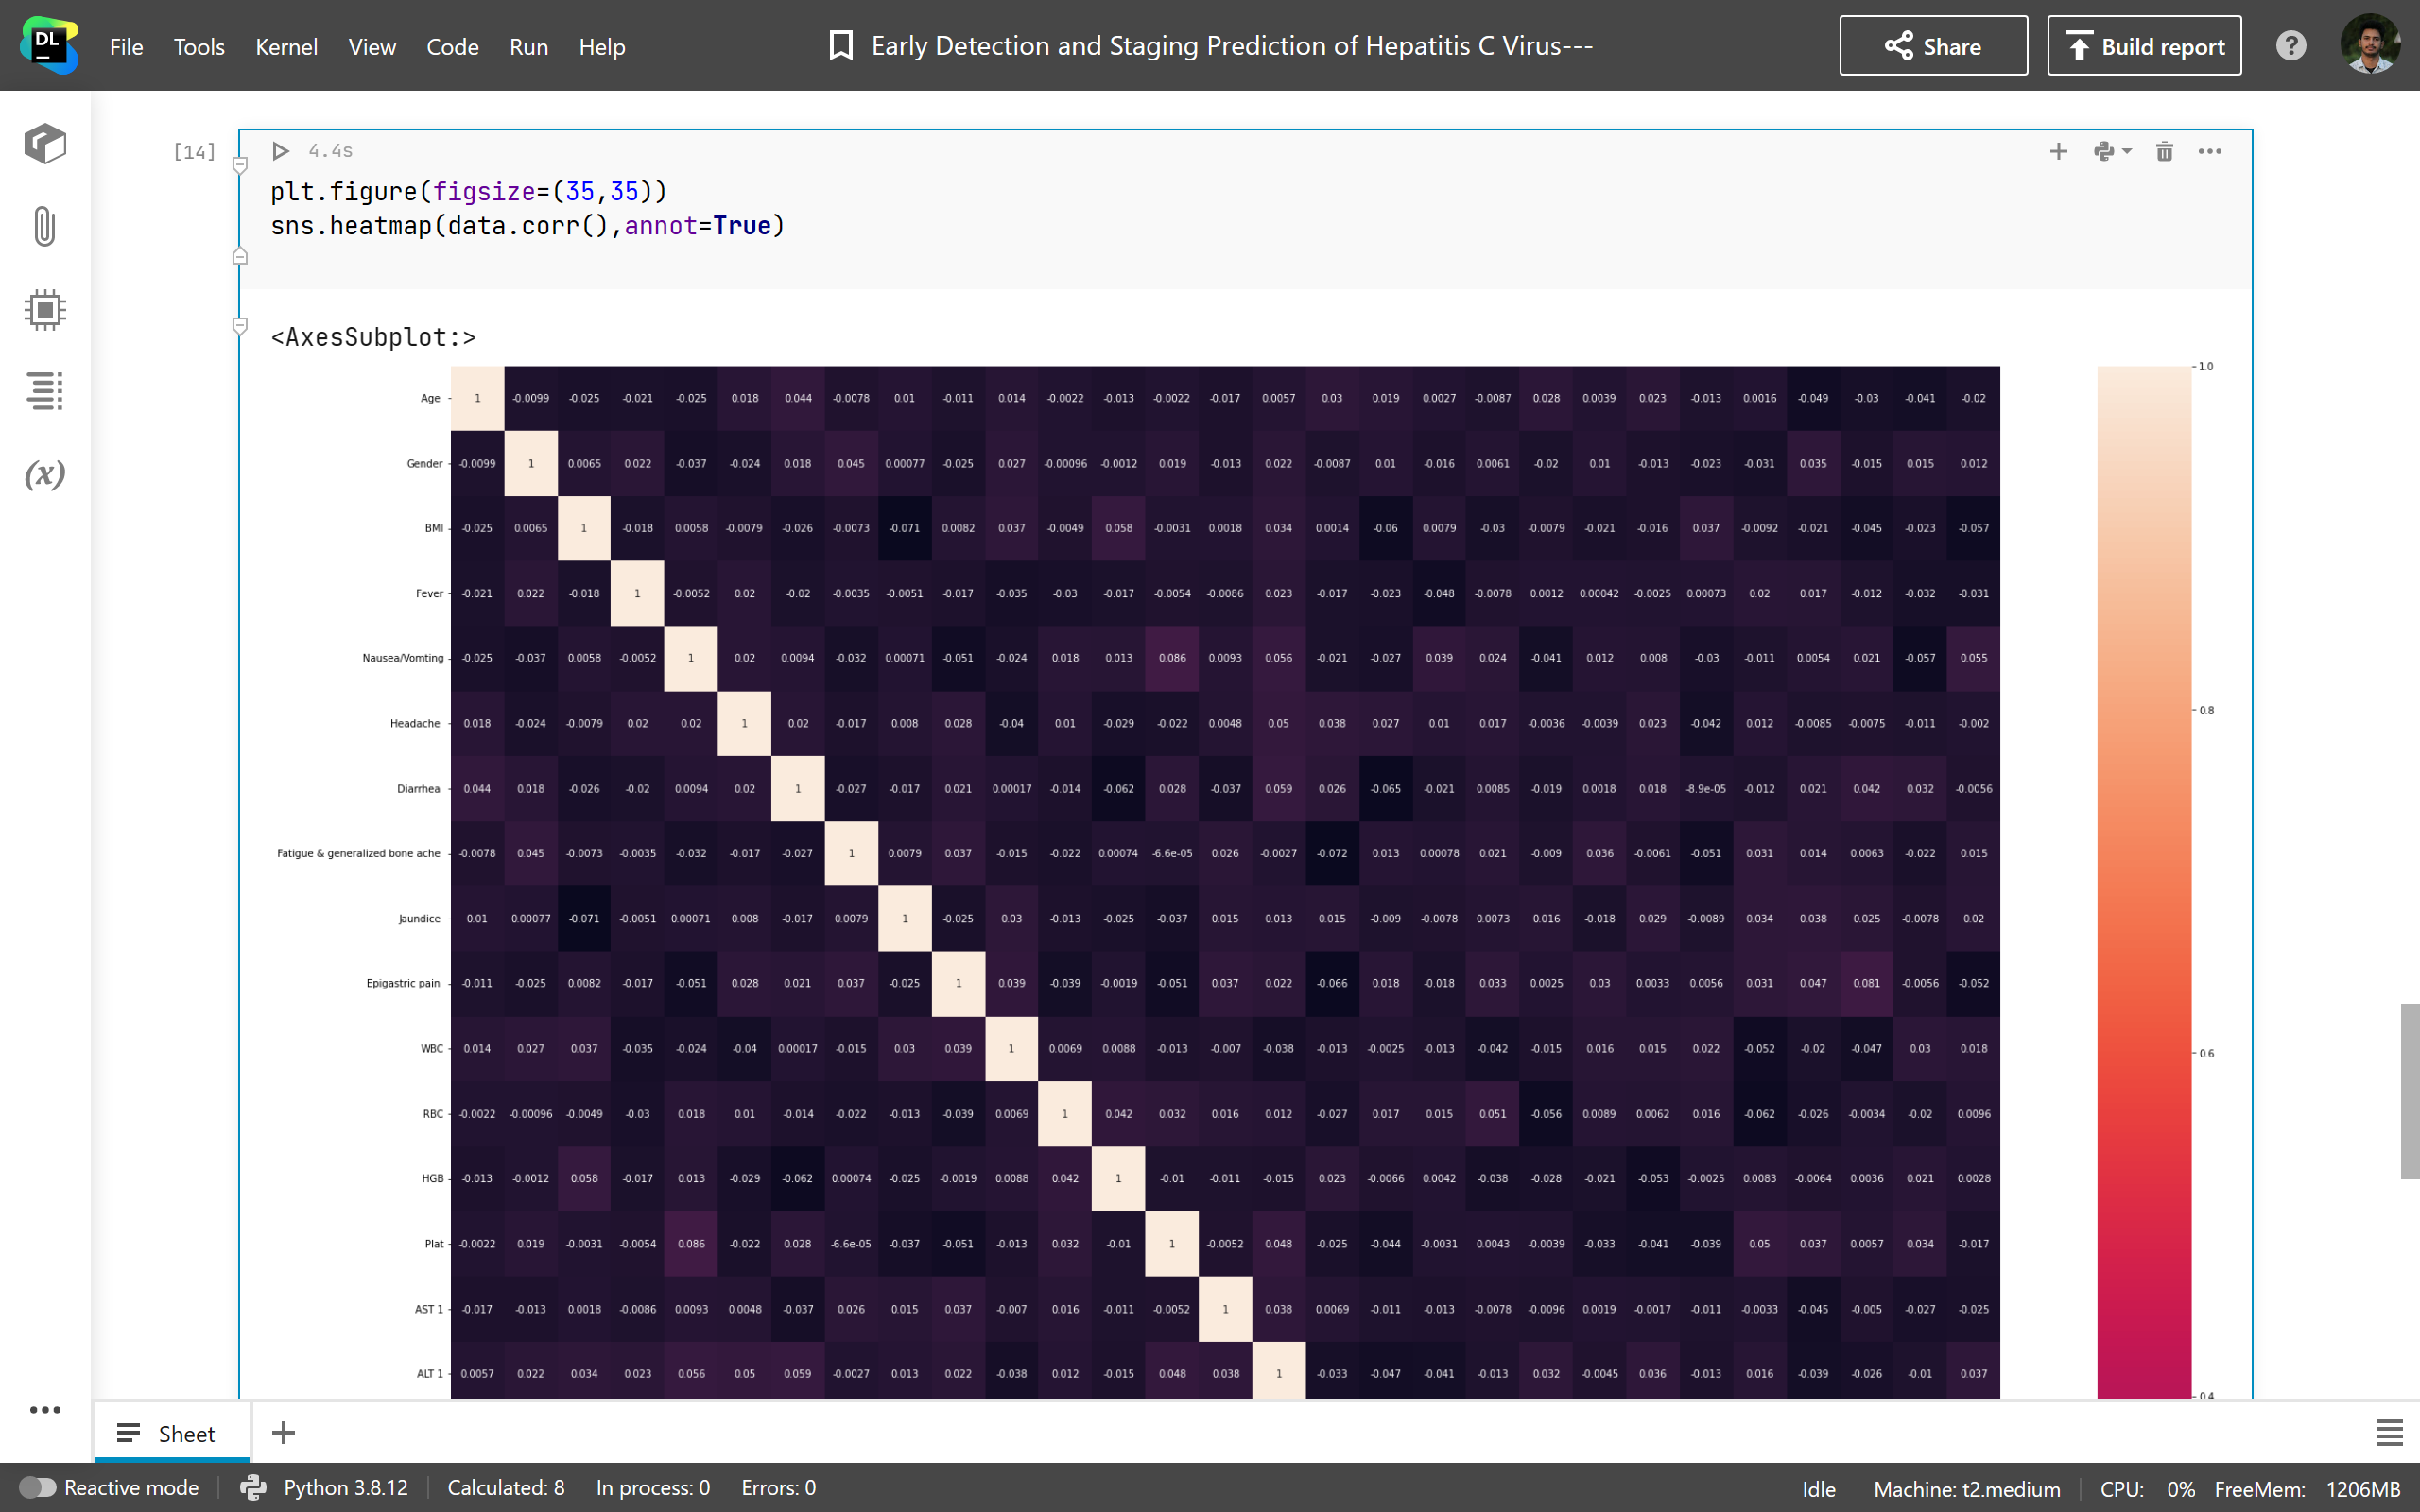 DL
File Tools Kernel View Code Run Help
Early Detection and Staging Prediction of Hepatitis C Virus---
Share
Build report
?
[14]
4.4s
plt.figure(figsize=(35,35))
sns.heatmap(data.corr(),annot=True)
(x)
<AxesSubplot:>
Age 1 -0.0099 -0.025 -0.021 -0.025 0.018 0.044 -0.0078 0.01 -0.011 0.014 -0.0022 -0.013 -0.0022 -0.017 0.0057 0.03 0.019 0.0027 -0.0087 0.028 0.0039 0.023 -0.013 0.0016 -0.049 -0.03 -0.041 -0.02
Gender -0.0099 1 0.0065 0.022 -0.037 -0.024 0.018 0.045 0.00077 -0.025 0.027 -0.00096 -0.0012 0.019 -0.013 0.022 -0.0087 0.01 -0.016 0.0061 -0.02 0.01 -0.013 -0.023 -0.031 0.035 -0.015 0.015 0.012
BMI -0.025 0.0065 1 -0.018 0.0058 -0.0079 -0.026 -0.0073 -0.071 0.0082 0.037 -0.0049 0.058 -0.0031 0.0018 0.034 0.0014 -0.06 0.0079 -0.03 -0.0079 -0.021 -0.016 0.037 -0.0092 -0.021 -0.045 -0.023 -0.057
Fever -0.021 0.022 -0.018 1 -0.0052 0.02 -0.02 -0.0035 -0.0051 -0.017 -0.035 -0.03 -0.017 -0.0054 -0.0086 0.023 -0.017 -0.023 -0.048 -0.0078 0.0012 0.00042 -0.0025 0.00073 0.02 0.017 -0.012 -0.032 -0.031
Nausea/Vomting -0.025 -0.037 0.0058 -0.0052 1 0.02 0.0094 -0.032 0.00071 -0.051 -0.024 0.018 0.013 0.086 0.0093 0.056 -0.021 -0.027 0.039 0.024 -0.041 0.012 0.008 -0.03 -0.011 0.0054 0.021 -0.057 0.055
Headache 0.018 -0.024 -0.0079 0.02 0.02 1 0.02 -0.017 0.008 0.028 -0.04 0.01 -0.029 -0.022 0.0048 0.05 0.038 0.027 0.01 0.017 -0.0036 -0.0039 0.023 -0.042 0.012 -0.0085 -0.0075 -0.011 -0.002
Diarrhea 0.044 0.018 -0.026 -0.02 0.0094 0.02 1 -0.027 -0.017 0.021 0.00017 -0.014 -0.062 0.028 -0.037 0.059 0.026 -0.065 -0.021 0.0085 -0.019 0.0018 0.018 -8.9e-05 -0.012 0.021 0.042 0.032 -0.0056
Fatigue & generalized bone ache -0.0078 0.045 -0.0073 -0.0035 -0.032 -0.017 -0.027 1 0.0079 0.037 -0.015 -0.022 0.00074 -6.6e-05 0.026 -0.0027 -0.072 0.013 0.00078 0.021 -0.009 0.036 -0.0061 -0.051 0.031 0.014 0.0063 -0.022 0.015
Jaundice 0.01 0.00077 -0.071 -0.0051 0.00071 0.008 -0.017 0.0079 1 -0.025 0.03 -0.013 -0.025 -0.037 0.015 0.013 0.015 -0.009 -0.0078 0.0073 0.016 -0.018 0.029 -0.0089 0.034 0.038 0.025 -0.0078 0.02
Epigastric pain -0.011 -0.025 0.0082 -0.017 -0.051 0.028 0.021 0.037 -0.025 1 0.039 -0.039 -0.0019 -0.051 0.037 0.022 -0.066 0.018 -0.018 0.033 0.0025 0.03 0.0033 0.0056 0.031 0.047 0.081 -0.0056 -0.052
WBC 0.014 0.027 0.037 -0.035 -0.024 -0.04 0.00017 -0.015 0.03 0.039 1 0.0069 0.0088 -0.013 -0.007 -0.038 -0.013 -0.0025 -0.013 -0.042 -0.015 0.016 0.015 0.022 -0.052 -0.02 -0.047 0.03 0.018
RBC -0.0022 -0.00096 -0.0049 -0.03 0.018 0.01 -0.014 -0.022 -0.013 -0.039 0.0069 1 0.042 0.032 0.016 0.012 -0.027 0.017 0.015 0.051 -0.056 0.0089 0.0062 0.016 -0.062 -0.026 -0.0034 -0.02 0.0096
HGB -0.013 -0.0012 0.058 -0.017 0.013 -0.029 -0.062 0.00074 -0.025 -0.0019 0.0088 0.042 1 -0.01 -0.011 -0.015 0.023 -0.0066 0.0042 -0.038 -0.028 -0.021 -0.053 -0.0025 0.0083 -0.0064 0.0036 0.021 0.0028
Plat -0.0022 0.019 -0.0031 -0.0054 0.086 -0.022 0.028 -6.6e-05 -0.037 -0.051 -0.013 0.032 -0.01 1 -0.0052 0.048 -0.025 -0.044 -0.0031 0.0043 -0.0039 -0.033 -0.041 -0.039 0.05 0.037 0.0057 0.034 -0.017
AST 1 -0.017 -0.013 0.0018 -0.0086 0.0093 0.0048 -0.037 0.026 0.015 0.037 -0.007 0.016 -0.011 -0.0052 1 0.038 0.0069 -0.011 -0.013 -0.0078 -0.0096 0.0019 -0.0017 -0.011 -0.0033 -0.045 -0.005 -0.027 -0.025
ALT 1 0.0057 0.022 0.034 0.023 0.056 0.05 0.059 -0.0027 0.013 0.022 -0.038 0.012 -0.015 0.048 0.038 1 -0.033 -0.047 -0.041 -0.013 0.032 -0.0045 0.036 -0.013 0.016 -0.039 -0.026 -0.01 0.037
1.0
0.8
0.6
0.4
Sheet
Reactive mode Python 3.8.12 Calculated: 8 In process: 0 Errors: 0 Idle Machine: t2.medium CPU: 0% FreeMem: 1206MB